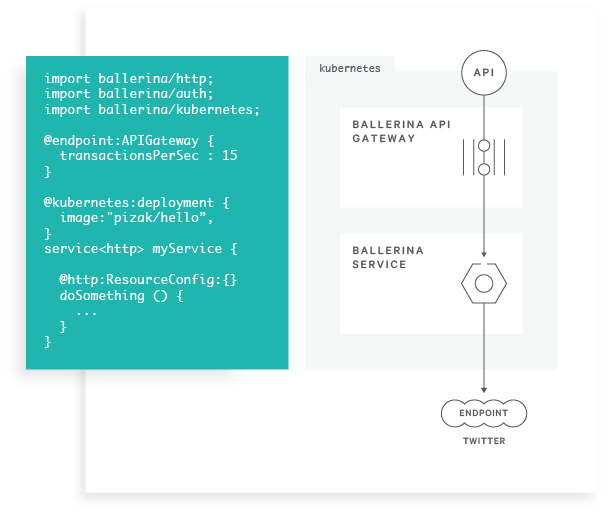 import ballerina/http;
import ballerina/auth;
import ballerina/kubernetes;
@endpoint:APIGateway {
transactionsPerSec : 15
}
@kubernetes:deployment {
image:"pizak/hello”,
}
service<http> myService {
@http:ResourceConfig:{}
doSomething () {
...
}
}
kubernetes
API
BALLERINA API
GATEWAY
BALLERINA
SERVICE
ENDPOINT
TWITTER